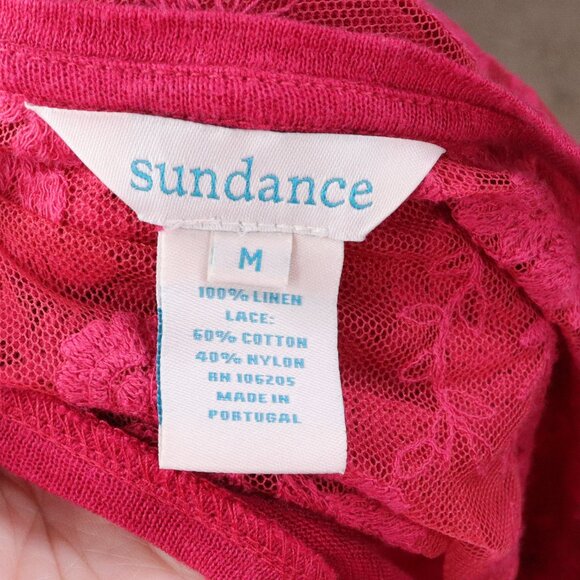 sundance
M
100% LINEN
LACE:
60% COTTON
40% NYLON
RN 106205
MADE IN
PORTUGAL